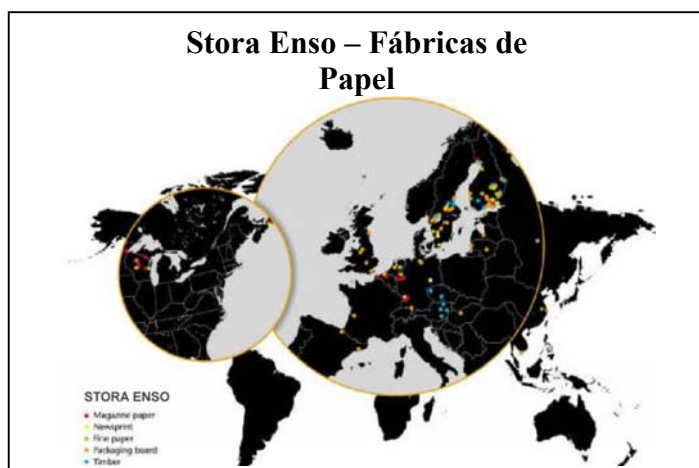 Stora Enso – Fábricas de
Papel
STORA ENSO
Magazine paper
Newsprint
Fine paper
Packaging board
Timber